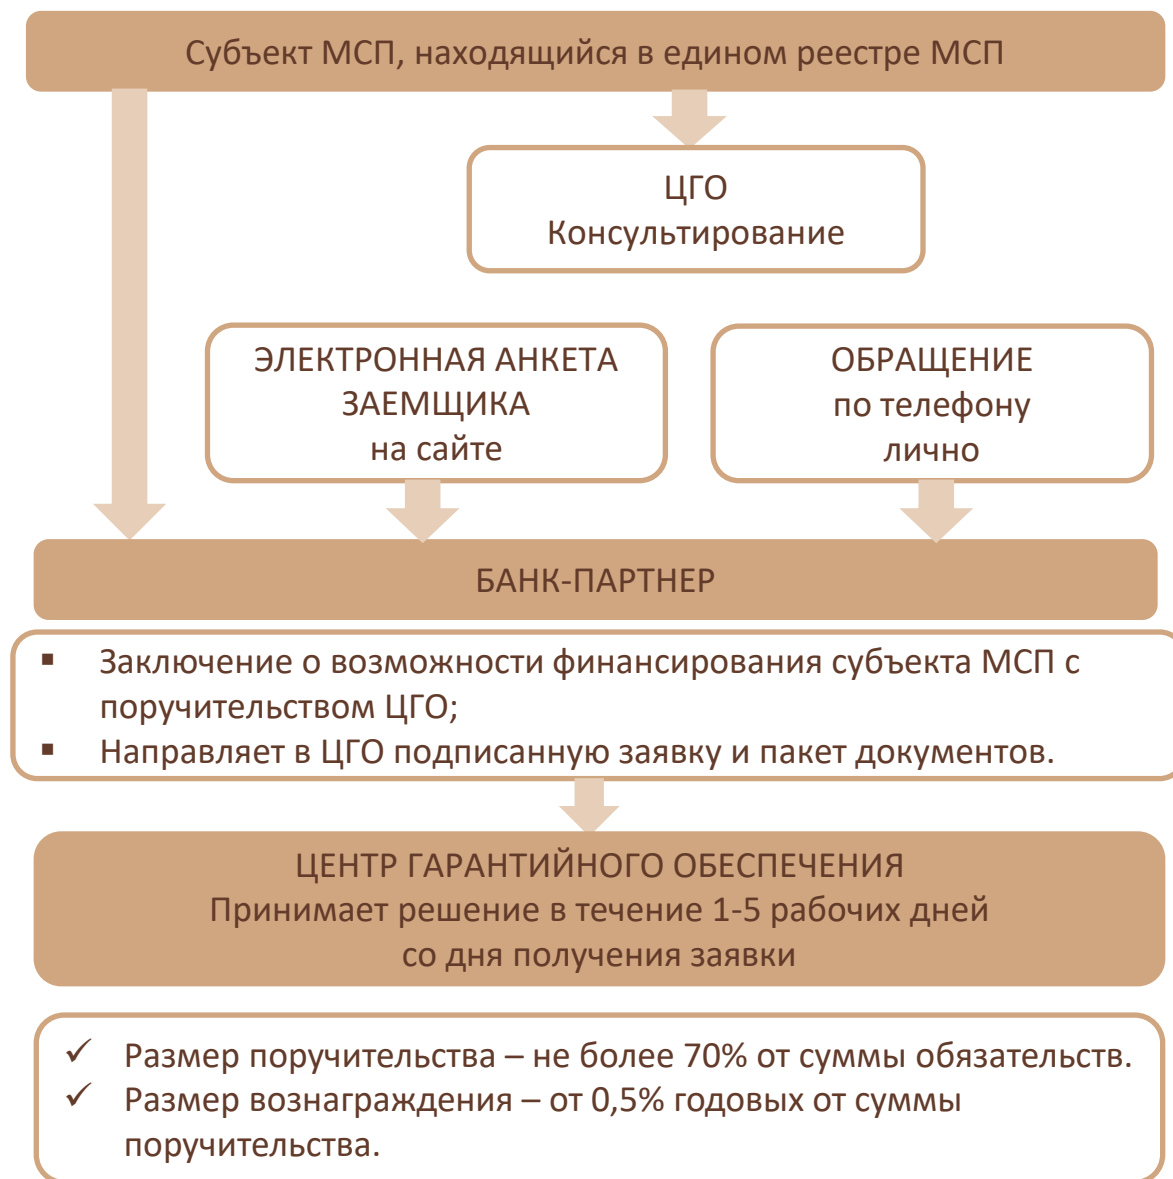 Субъект МСП, находящийся в едином реестре МСП
ЦГО
Консультирование
ЭЛЕКТРОННАЯ АНКЕТА
ЗАЕМЩИКА
на сайте
ОБРАЩЕНИЕ
по телефону
лично
БАНК-ПАРТНЕР
▪ Заключение о возможности финансирования субъекта МСП с
поручительством ЦГО;
▪ Направляет в ЦГО подписанную заявку и пакет документов.
ЦЕНТР ГАРАНТИЙНОГО ОБЕСПЕЧЕНИЯ
Принимает решение в течение 1-5 рабочих дней
со дня получения заявки
✓ Размер поручительства – не более 70% от суммы обязательств.
✓ Размер вознаграждения – от 0,5% годовых от суммы
поручительства.